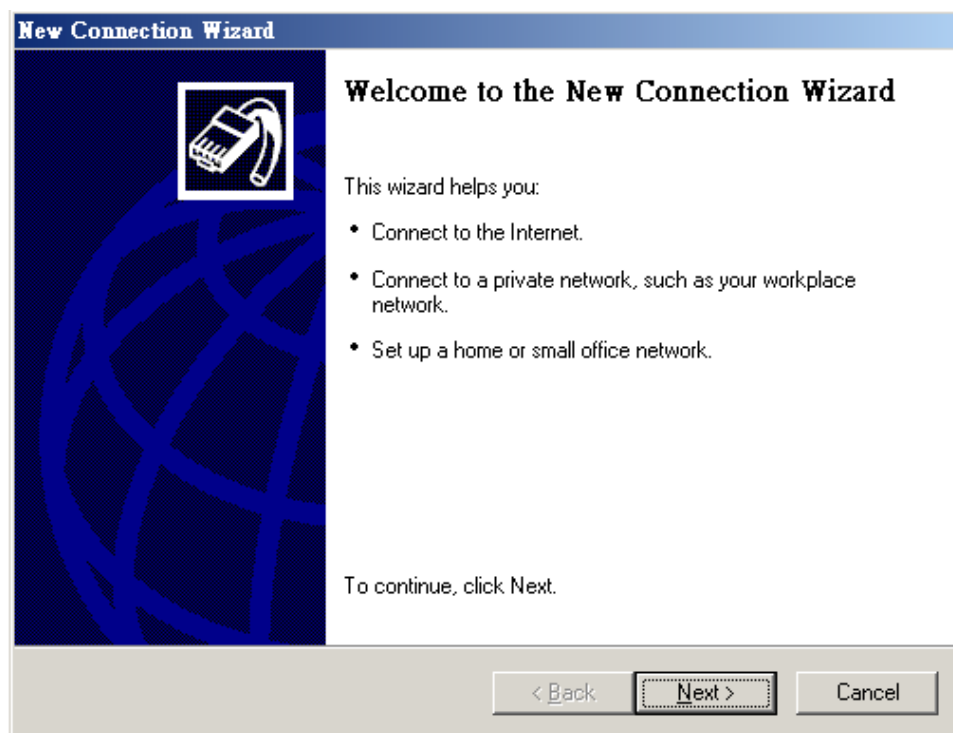 New Connection Wizard
Welcome to the New Connection Wizard
This wizard helps you:
• Connect to the Internet.
• Connect to a private network, such as your workplace
network.
• Set up a home or small office network.
To continue, click Next.
< Back
Next >
Cancel